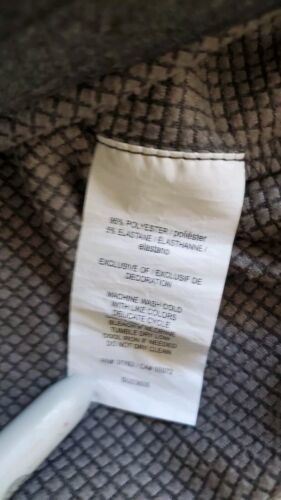 95% POLYESTER / poliéster
5% ELASTANE / ELASTHANNE /
elastano
EXCLUSIVE OF / EXCLUSIF DE
DECORATION
MACHINE WASH COLD
WITH LIKE COLORS
DELICATE CYCLE
TUMBLE DRY LOW
COOL IRON IF NEEDED
DO NOT DRY CLEAN